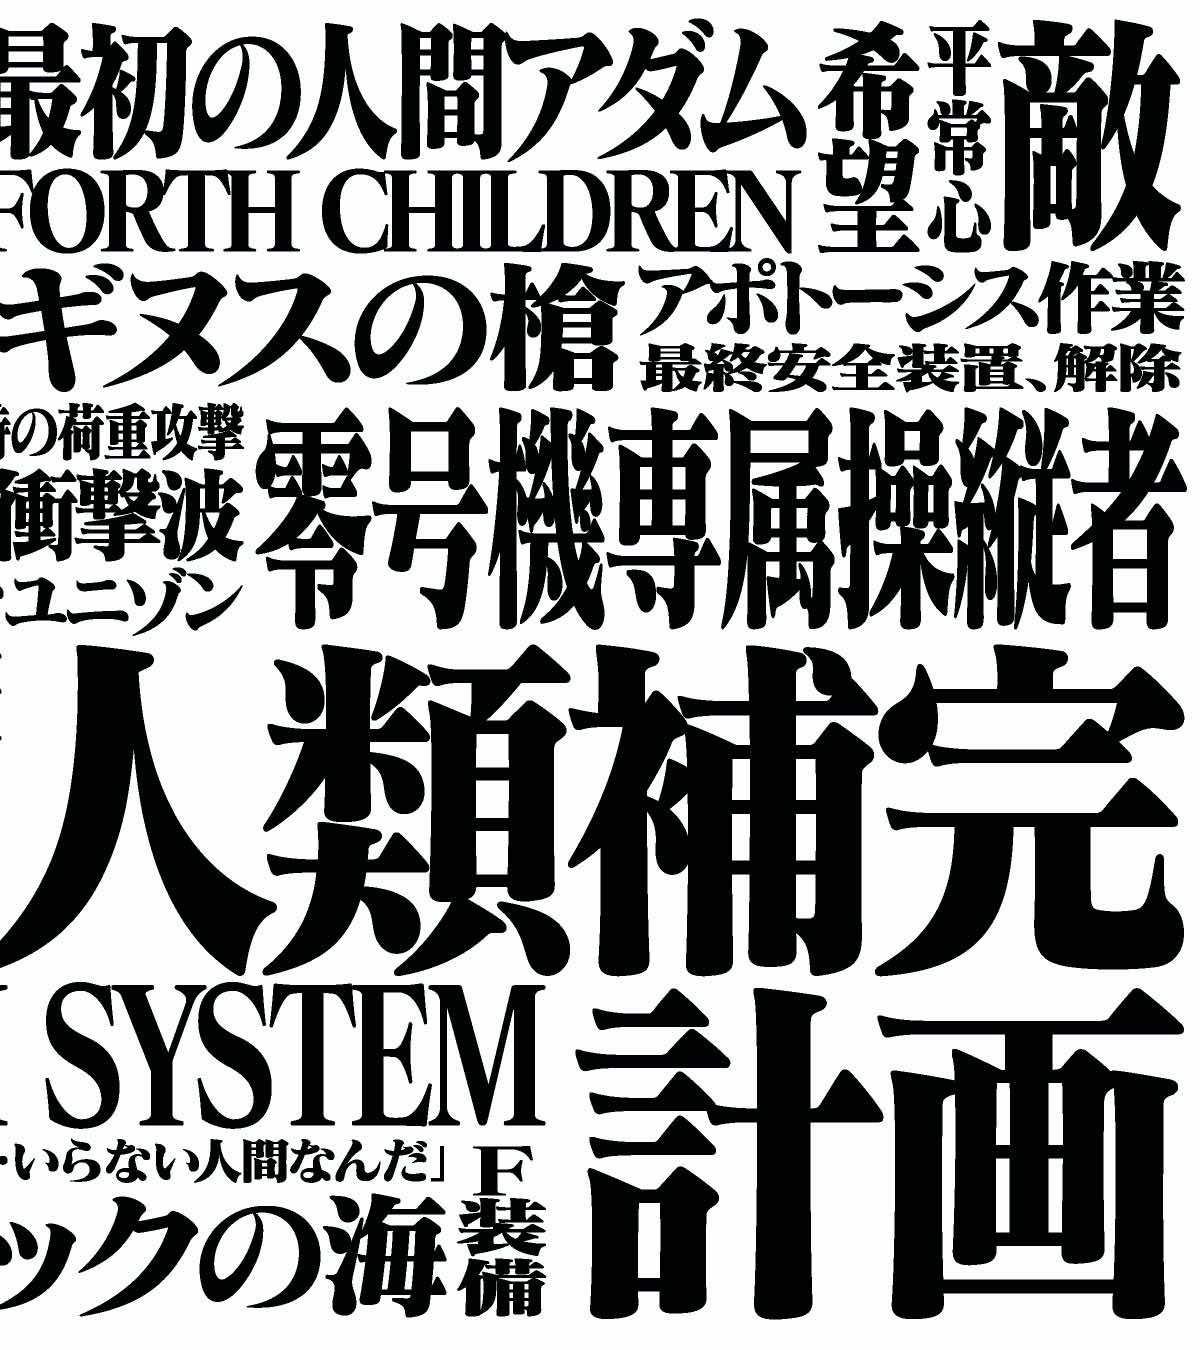 最初の人間アダム
FORTH CHILDREN
希望
平常心
敵
ギヌスの槍
アポトーシス作業
最終安全装置、解除
時の荷重攻撃
衝撃波
ユニゾン
零号機専属操縦者
人類補完
計画
SYSTEM
・いらない人間なんだ」
ックの海
F装備